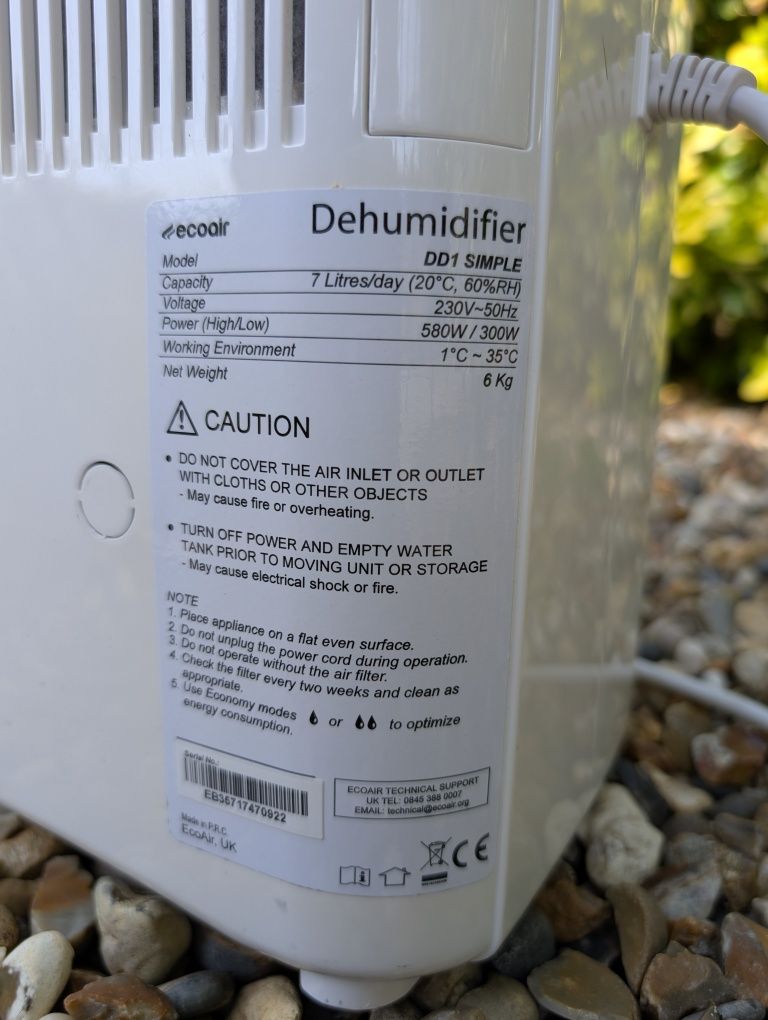 ecoair Dehumidifier
Model DD1 SIMPLE
Capacity 7 Litres/day (20°C, 60%RH)
Voltage 230V~50Hz
Power (High/Low) 580W / 300W
Working Environment 1°C ~ 35°C
Net Weight 6 Kg
CAUTION
• DO NOT COVER THE AIR INLET OR OUTLET
WITH CLOTHS OR OTHER OBJECTS
- May cause fire or overheating.
• TURN OFF POWER AND EMPTY WATER
TANK PRIOR TO MOVING UNIT OR STORAGE
- May cause electrical shock or fire.
NOTE
1. Place appliance on a flat even surface.
2. Do not unplug the power cord during operation.
3. Do not operate without the air filter.
4. Check the filter every two weeks and clean as
appropriate.
5. Use Economy modes or to optimize
energy consumption.
Serial No.:
EB36717470922
ECOAIR TECHNICAL SUPPORT
UK TEL: 0845 388 0007
EMAIL: technical@ecoair.org
Made in P.R.C.
EcoAir, UK
CE